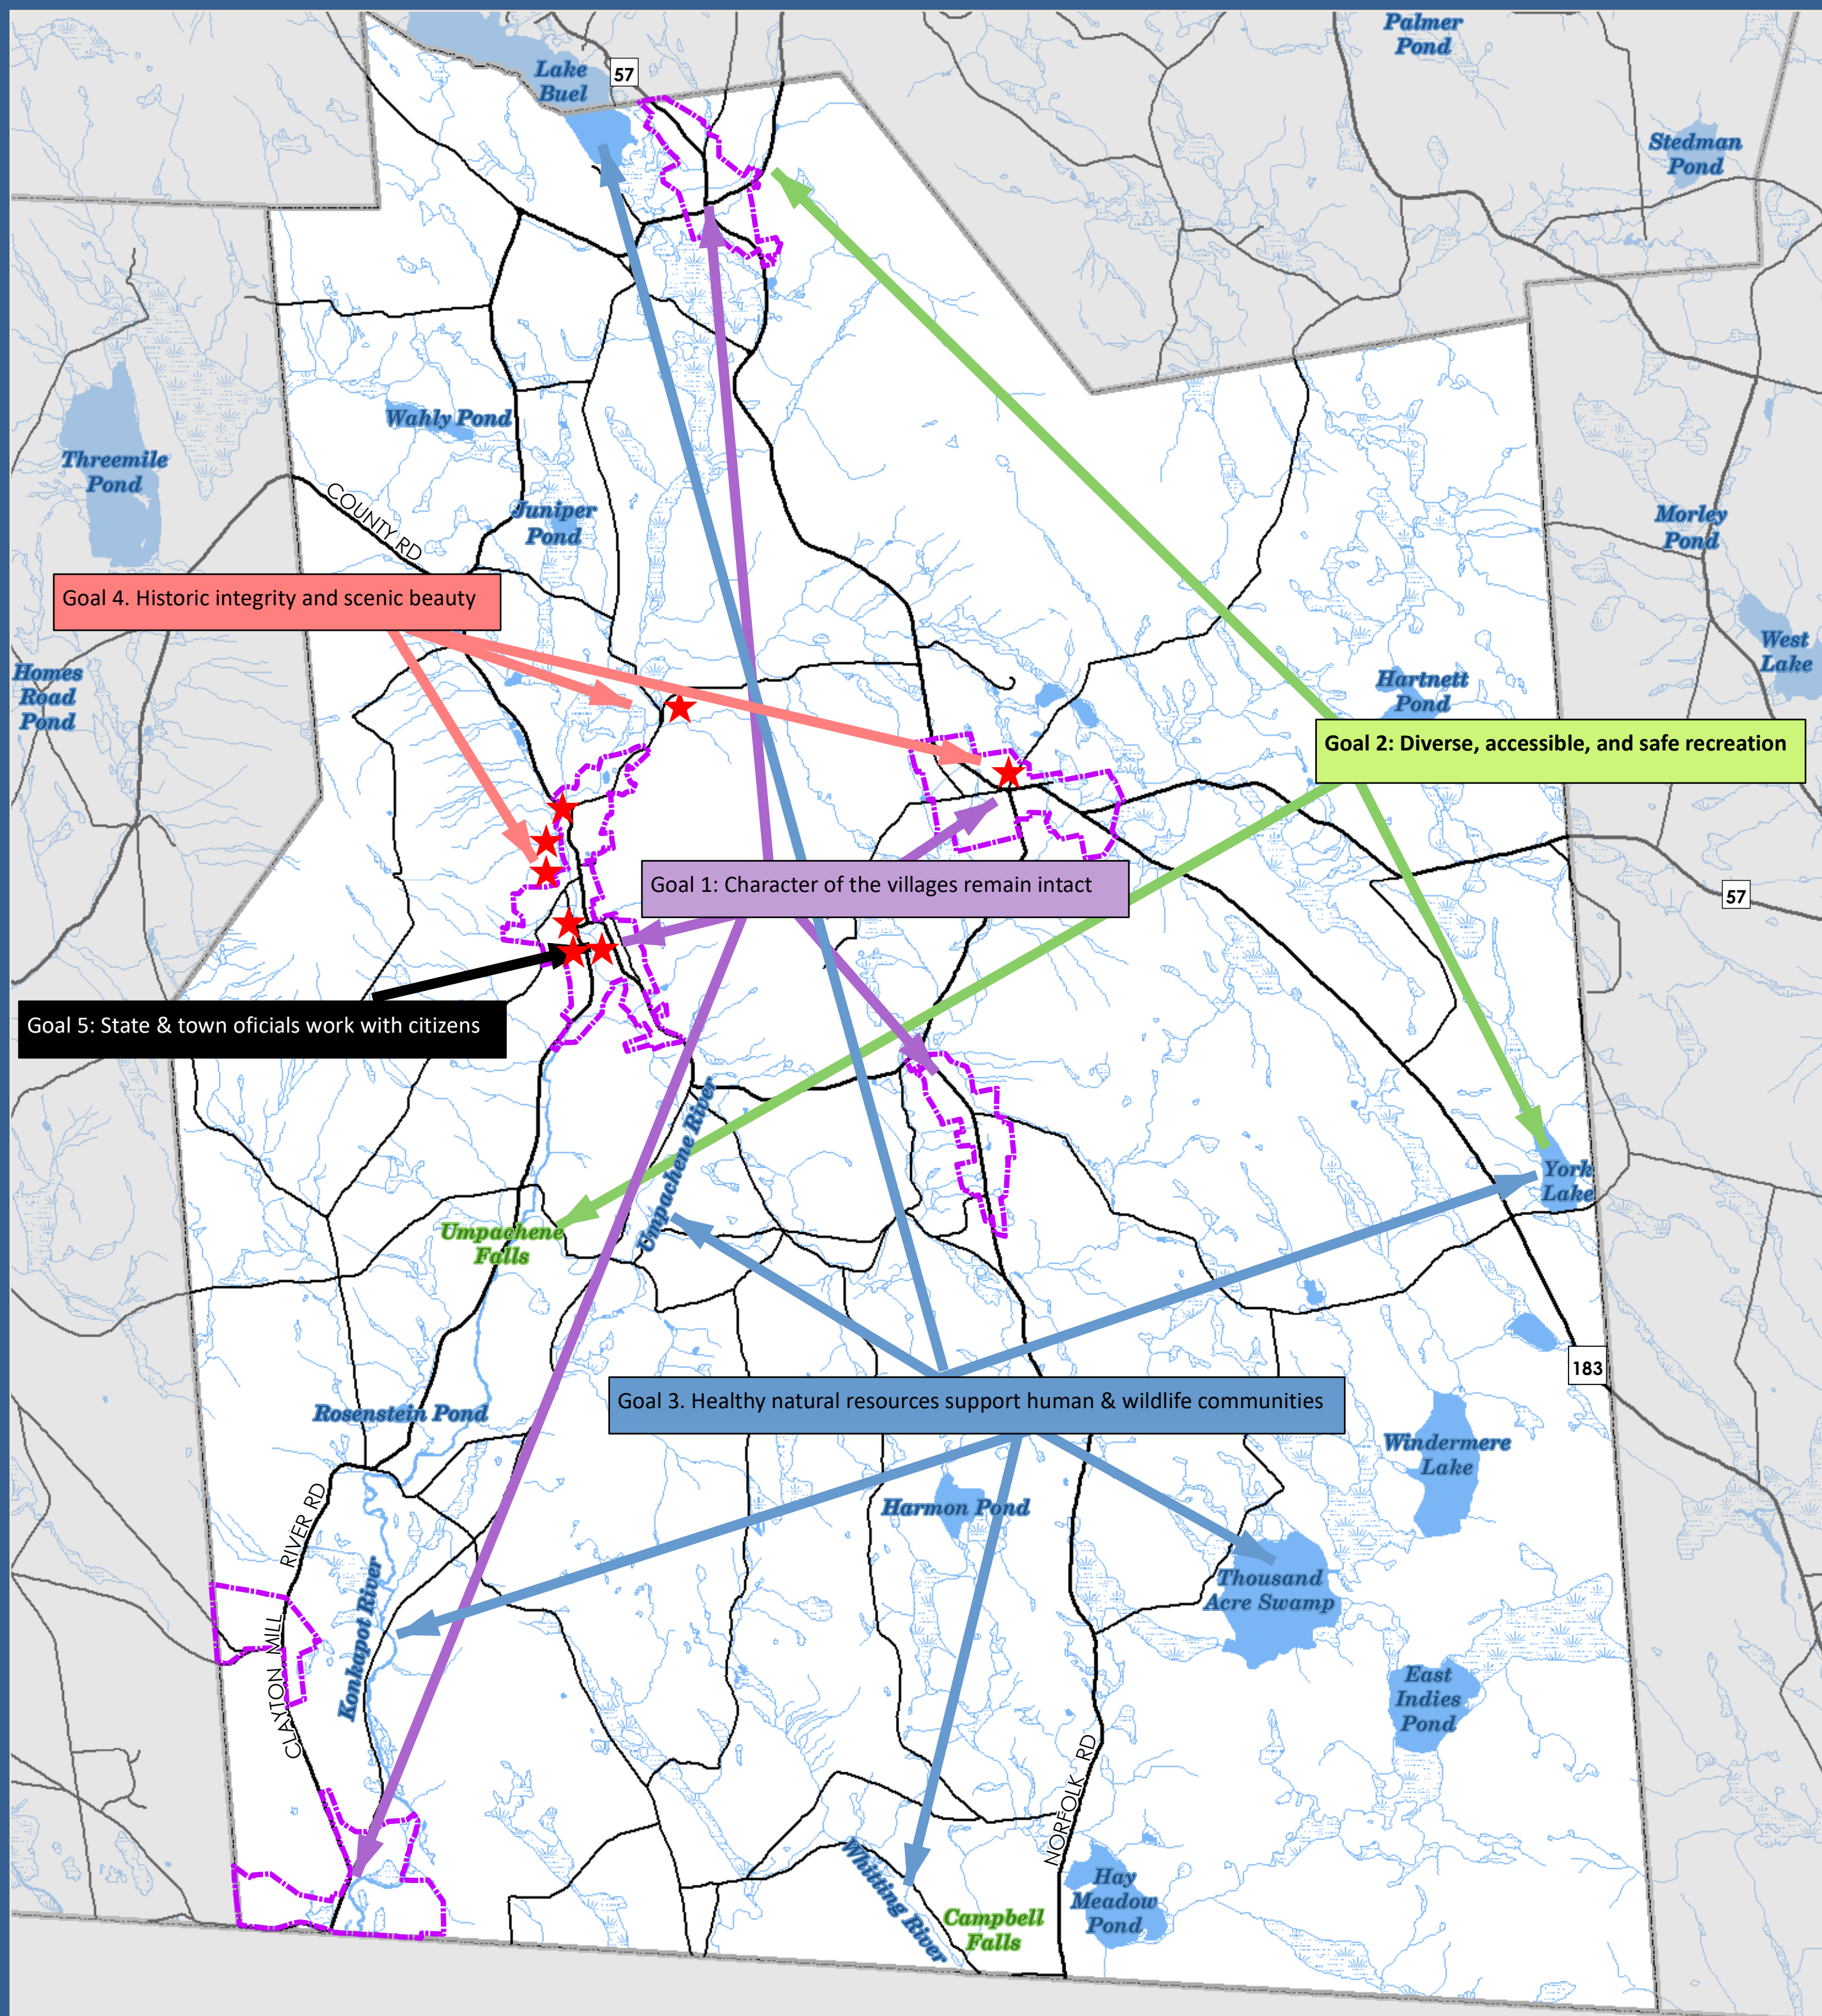 Palmer
Pond
Lake
Buel
57
Stedman
Pond
Wahly Pond
Threemile
Pond
COUNTY RD
Juniper
Pond
Morley
Pond
Goal 4. Historic integrity and scenic beauty
West
Lake
Homes
Road
Pond
Hartnett
Pond
Goal 2: Diverse, accessible, and safe recreation
Goal 1: Character of the villages remain intact
57
Goal 5: State & town oficials work with citizens
Umpachene River
York
Lake
Umpachene
Falls
183
Goal 3. Healthy natural resources support human & wildlife communities
Rosenstein Pond
Windermere
Lake
Harmon Pond
RIVER RD
Konkapot River
Thousand
Acre Swamp
CLAYTON MILL
East
Indies
Pond
NORFOLK RD
Whitting River
Hay
Meadow
Pond
Campbell
Falls